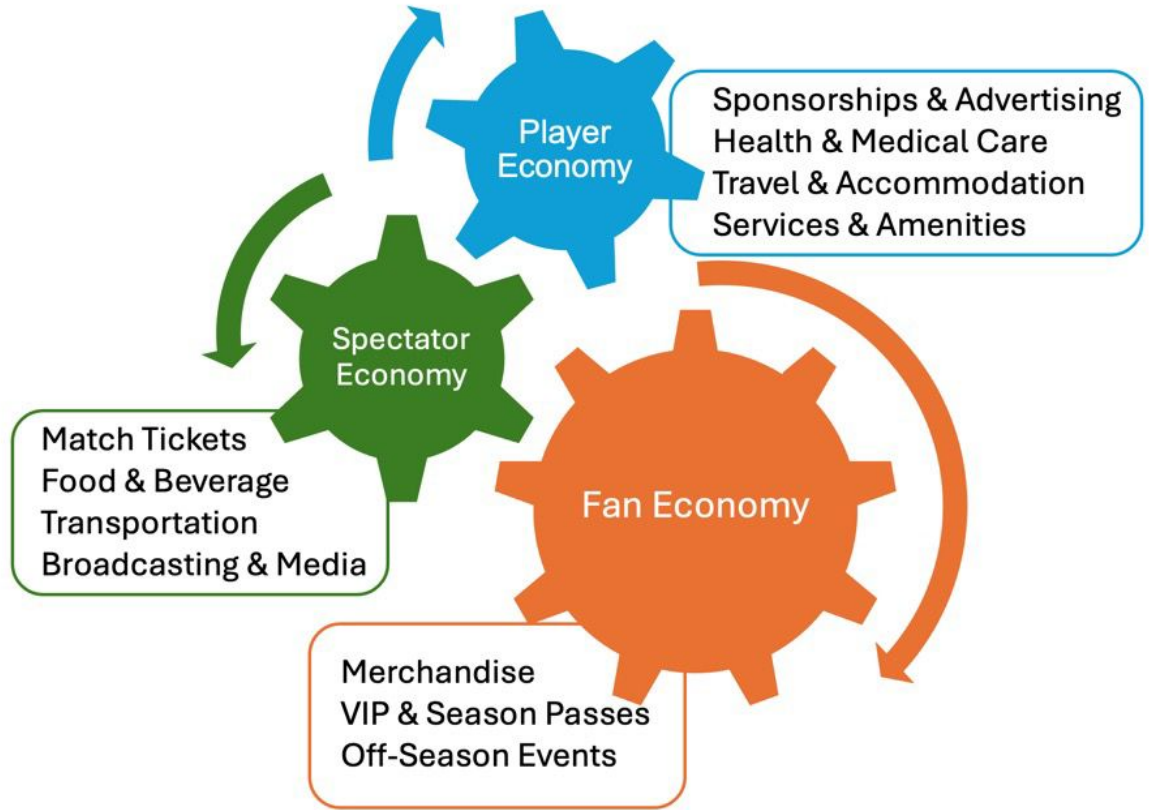 Player
Economy
Sponsorships & Advertising
Health & Medical Care
Travel & Accommodation
Services & Amenities
Spectator
Economy
Match Tickets
Food & Beverage
Transportation
Broadcasting & Media
Fan Economy
Merchandise
VIP & Season Passes
Off-Season Events